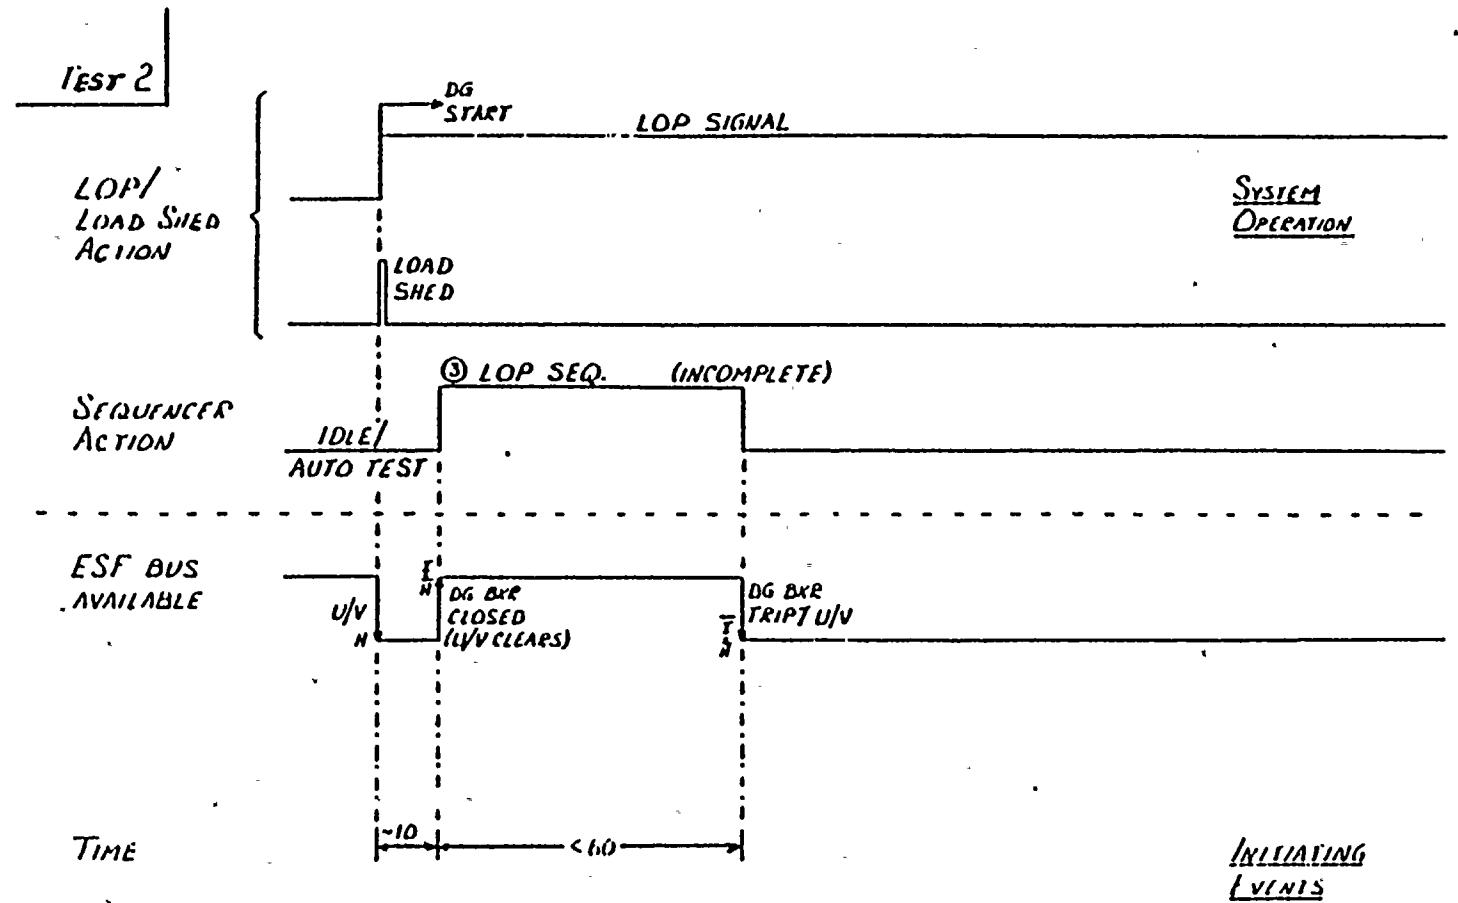 TEST 2
DG
START
LOP SIGNAL
LOP/
LOAD SHED
ACTION
SYSTEM
OPERATION
LOAD
SHED
③ LOP SEQ. (INCOMPLETE)
SEQUENCER
ACTION
IDLE/
AUTO TEST
ESF BUS
AVAILABLE
U/V
DG BKR
CLOSED
(U/V CLEARS)
DG BKR
TRIP U/V
TIME
~10
<60
INITIATING
EVENTS